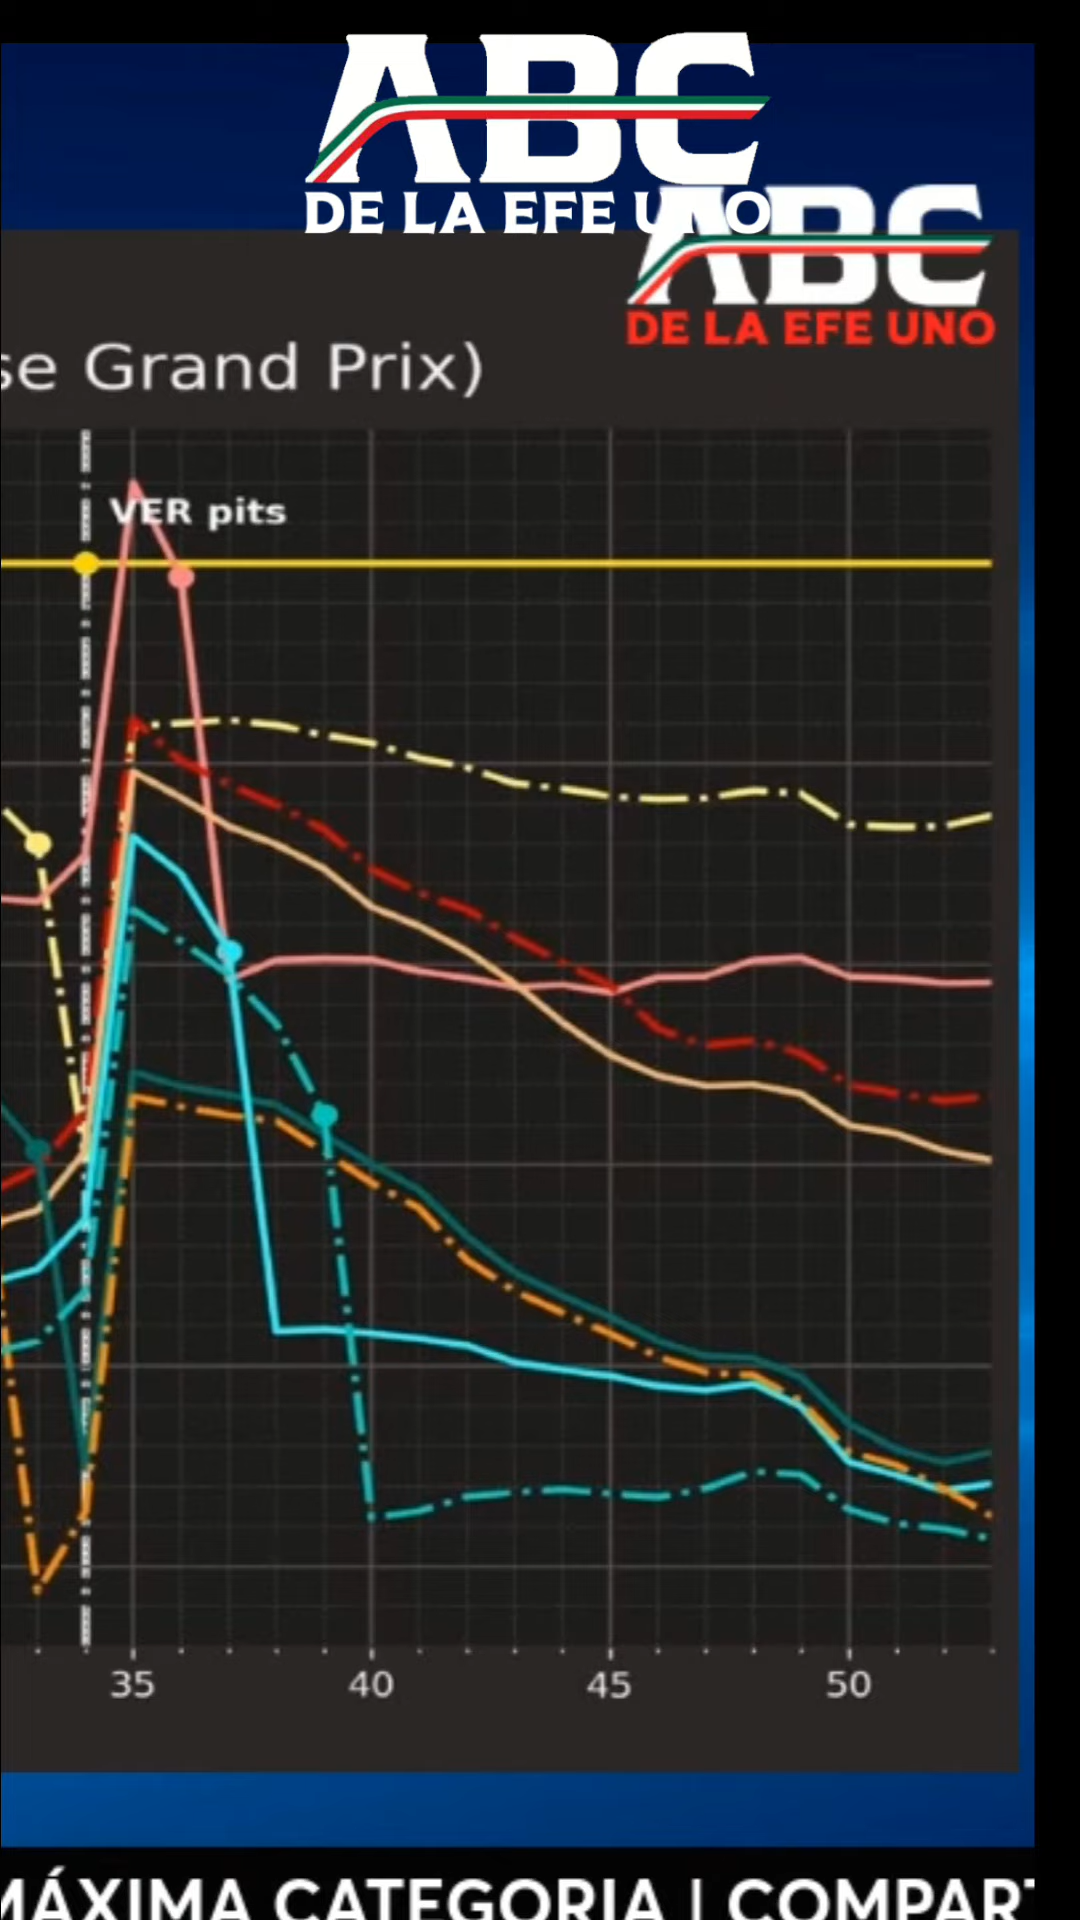 ABC
DE LA EFE UNO
ABC
DE LA EFE UNO
se Grand Prix)
VER pits
35 40 45 50
MÁXIMA CATEGORIA | COMPART